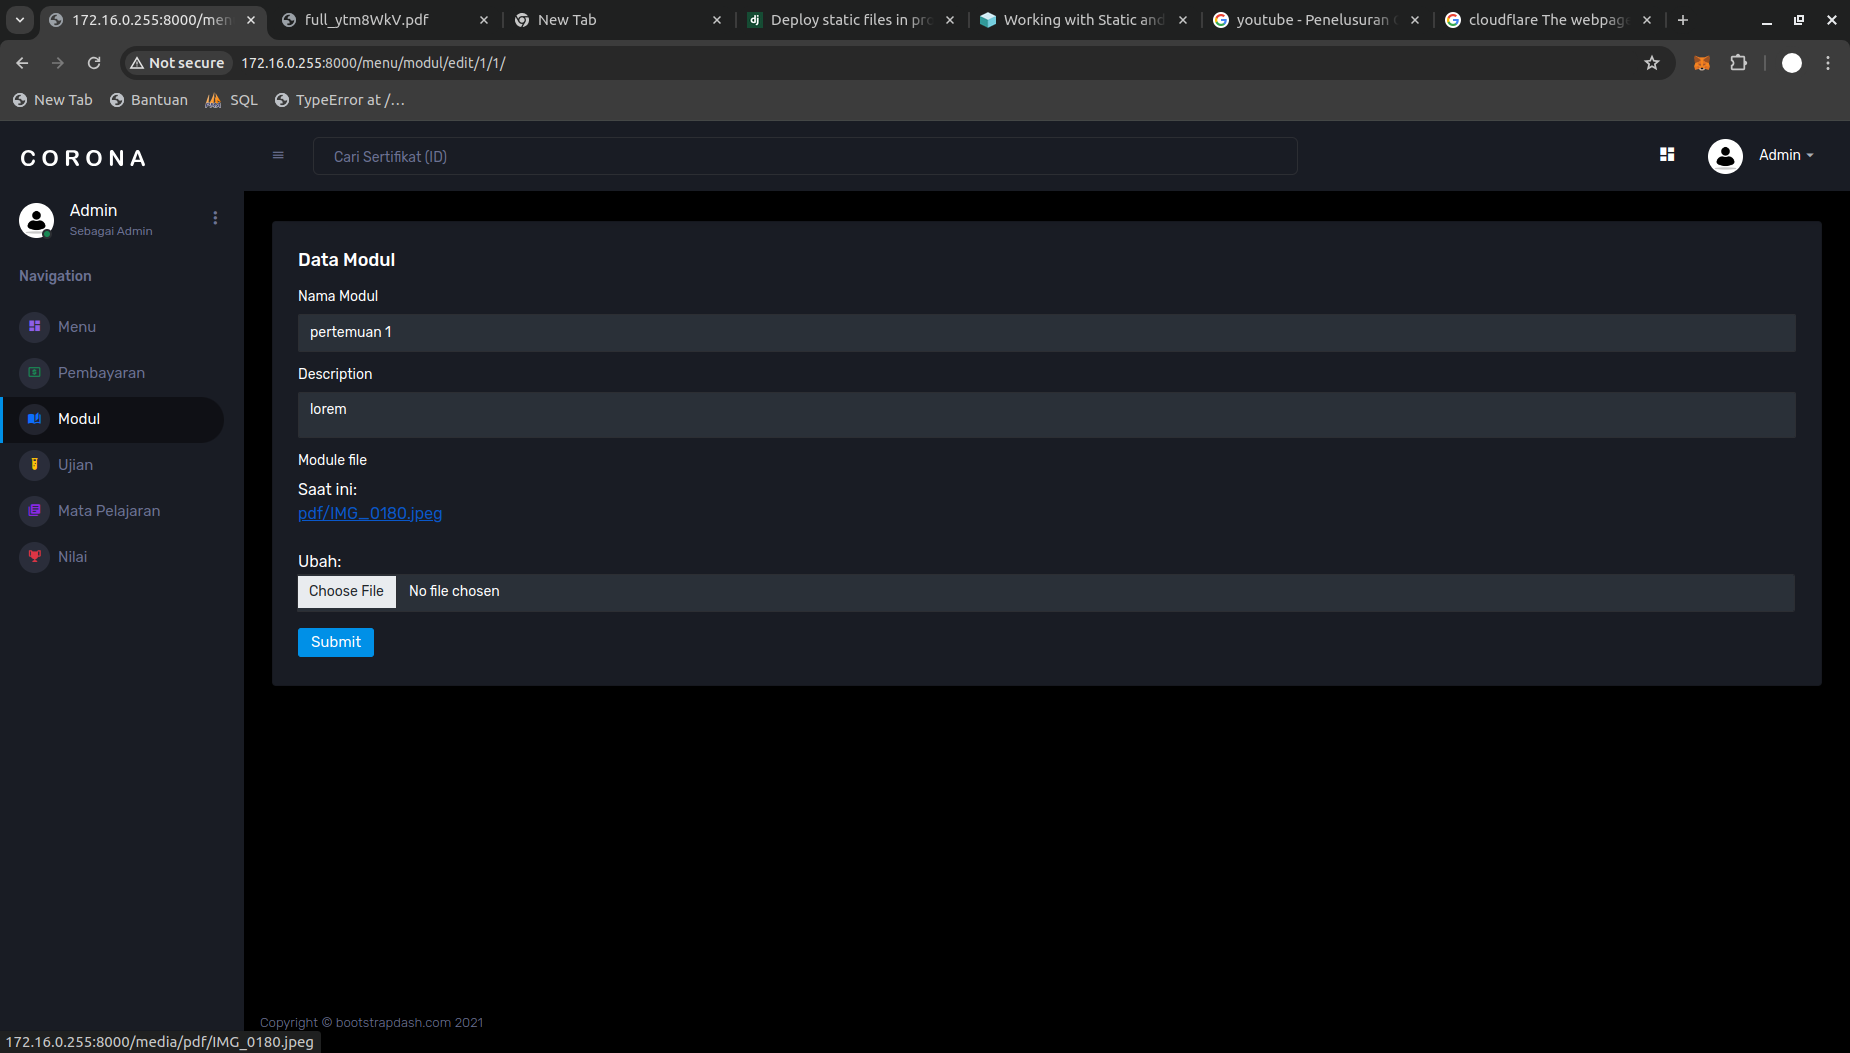 172.16.0.255:8000/men
full_ytm8WkV.pdf
New Tab
Deploy static files in pro
Working with Static and
youtube - Penelusuran
cloudflare The webpage
Not secure
172.16.0.255:8000/menu/modul/edit/1/1/
New Tab
Bantuan
SQL
TypeError at /...
CORONA
Cari Sertifikat (ID)
Admin
Admin
Sebagai Admin
Navigation
Menu
Pembayaran
Modul
Ujian
Mata Pelajaran
Nilai
Data Modul
Nama Modul
pertemuan 1
Description
lorem
Module file
Saat ini:
pdf/IMG_0180.jpeg
Ubah:
Choose File No file chosen
Submit
Copyright © bootstrapdash.com 2021
172.16.0.255:8000/media/pdf/IMG_0180.jpeg